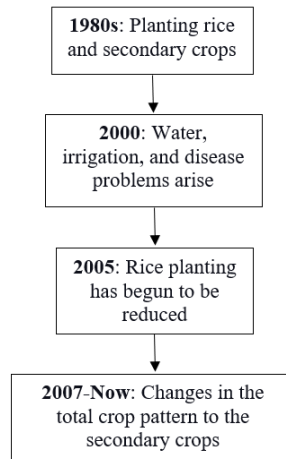 1980s: Planting rice
and secondary crops
2000: Water,
irrigation, and disease
problems arise
2005: Rice planting
has begun to be
reduced
2007-Now: Changes in the
total crop pattern to the
secondary crops